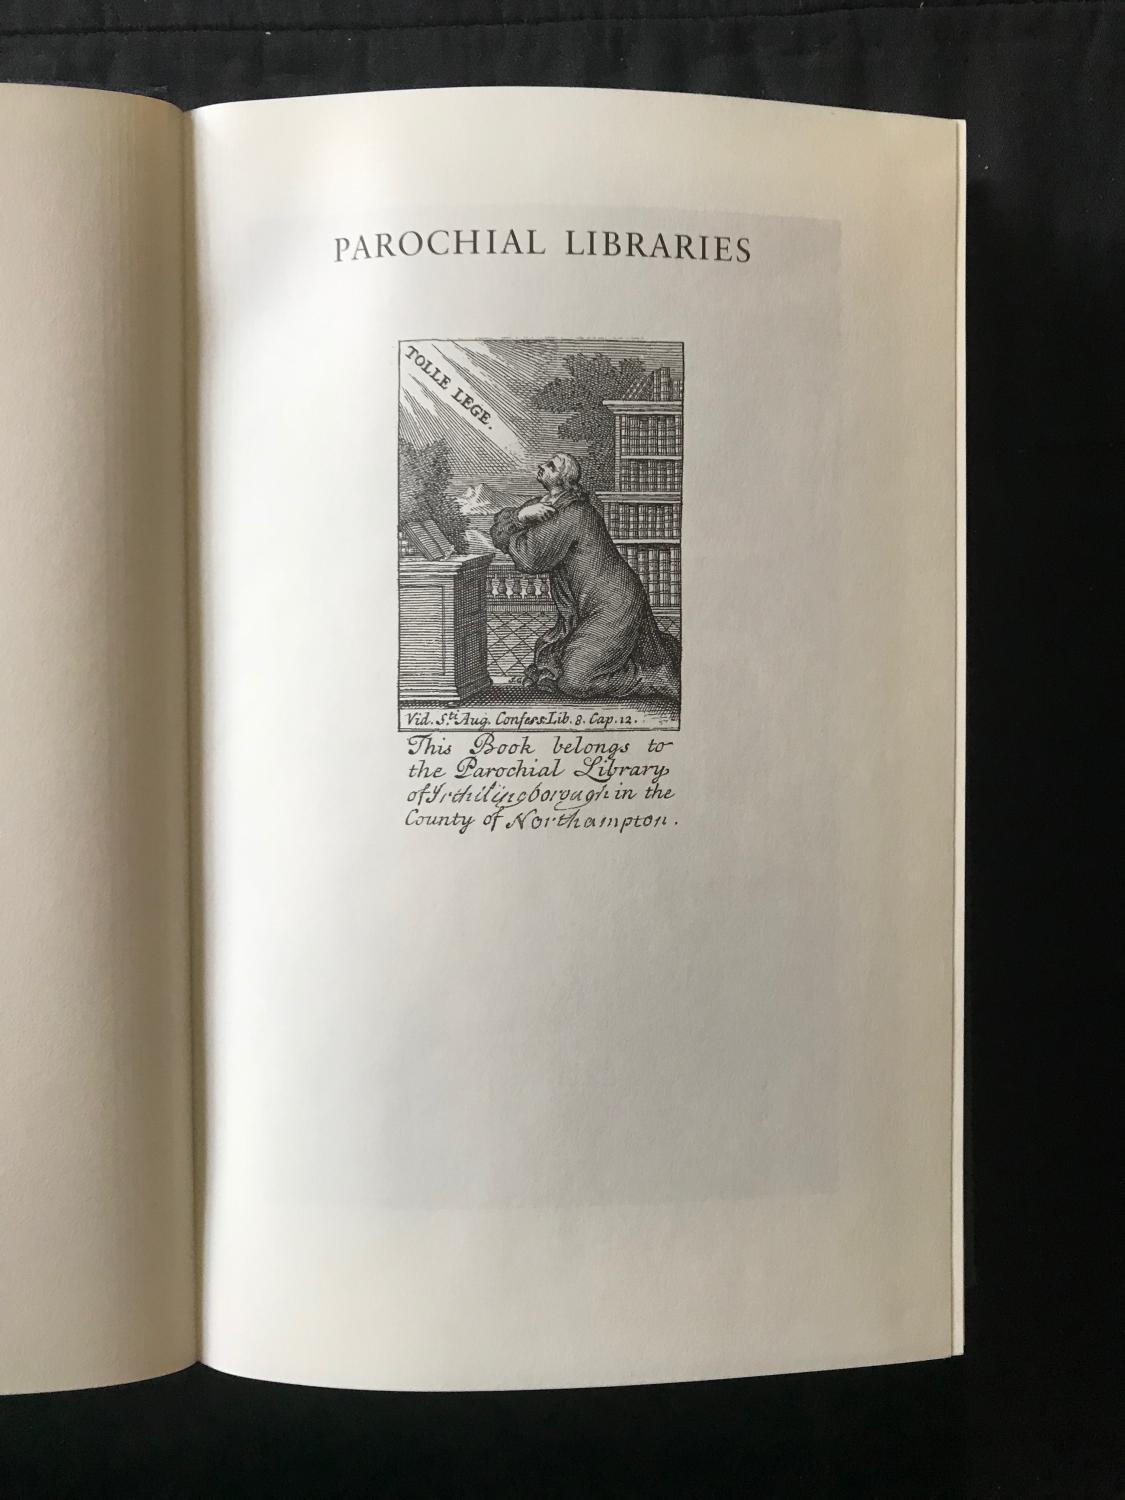 PAROCHIAL LIBRARIES
TOLLE LEGE.
Vid. St. Aug. Confess. Lib. 8. Cap. 12.
This Book belongs to
the Parochial Library
of Irthilingborough in the
County of Northampton.